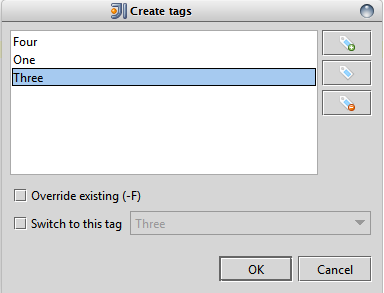 Create tags
Four
One
Three
Override existing (-F)
Switch to this tag Three
OK Cancel